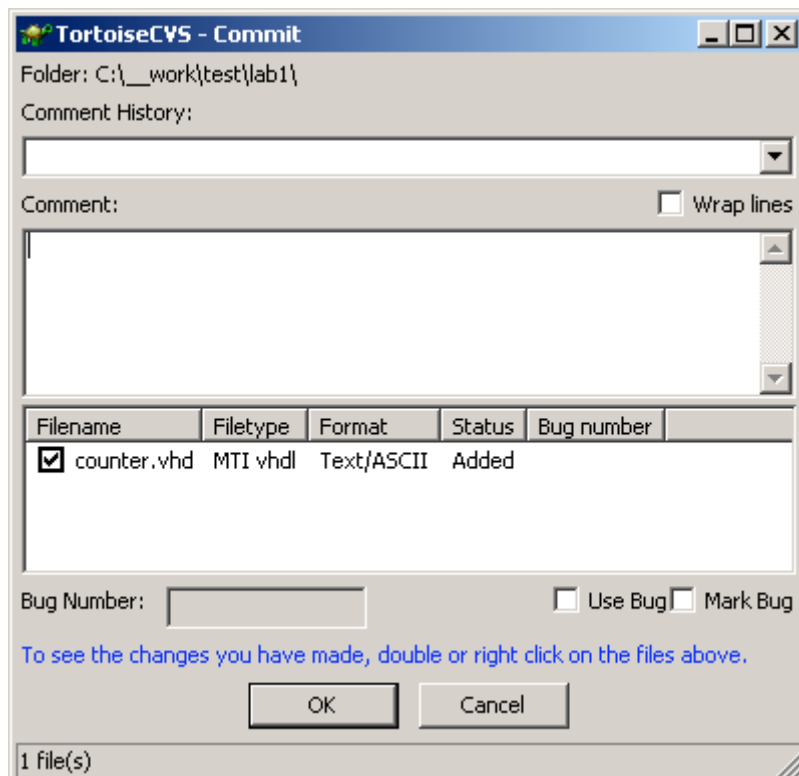 TortoiseCVS - Commit
Folder: C:\__work\test\lab1\
Comment History:
Comment: Wrap lines
Filename Filetype Format Status Bug number
counter.vhd MTI vhdl Text/ASCII Added
Bug Number: Use Bug Mark Bug
To see the changes you have made, double or right click on the files above.
OK Cancel
1 file(s)